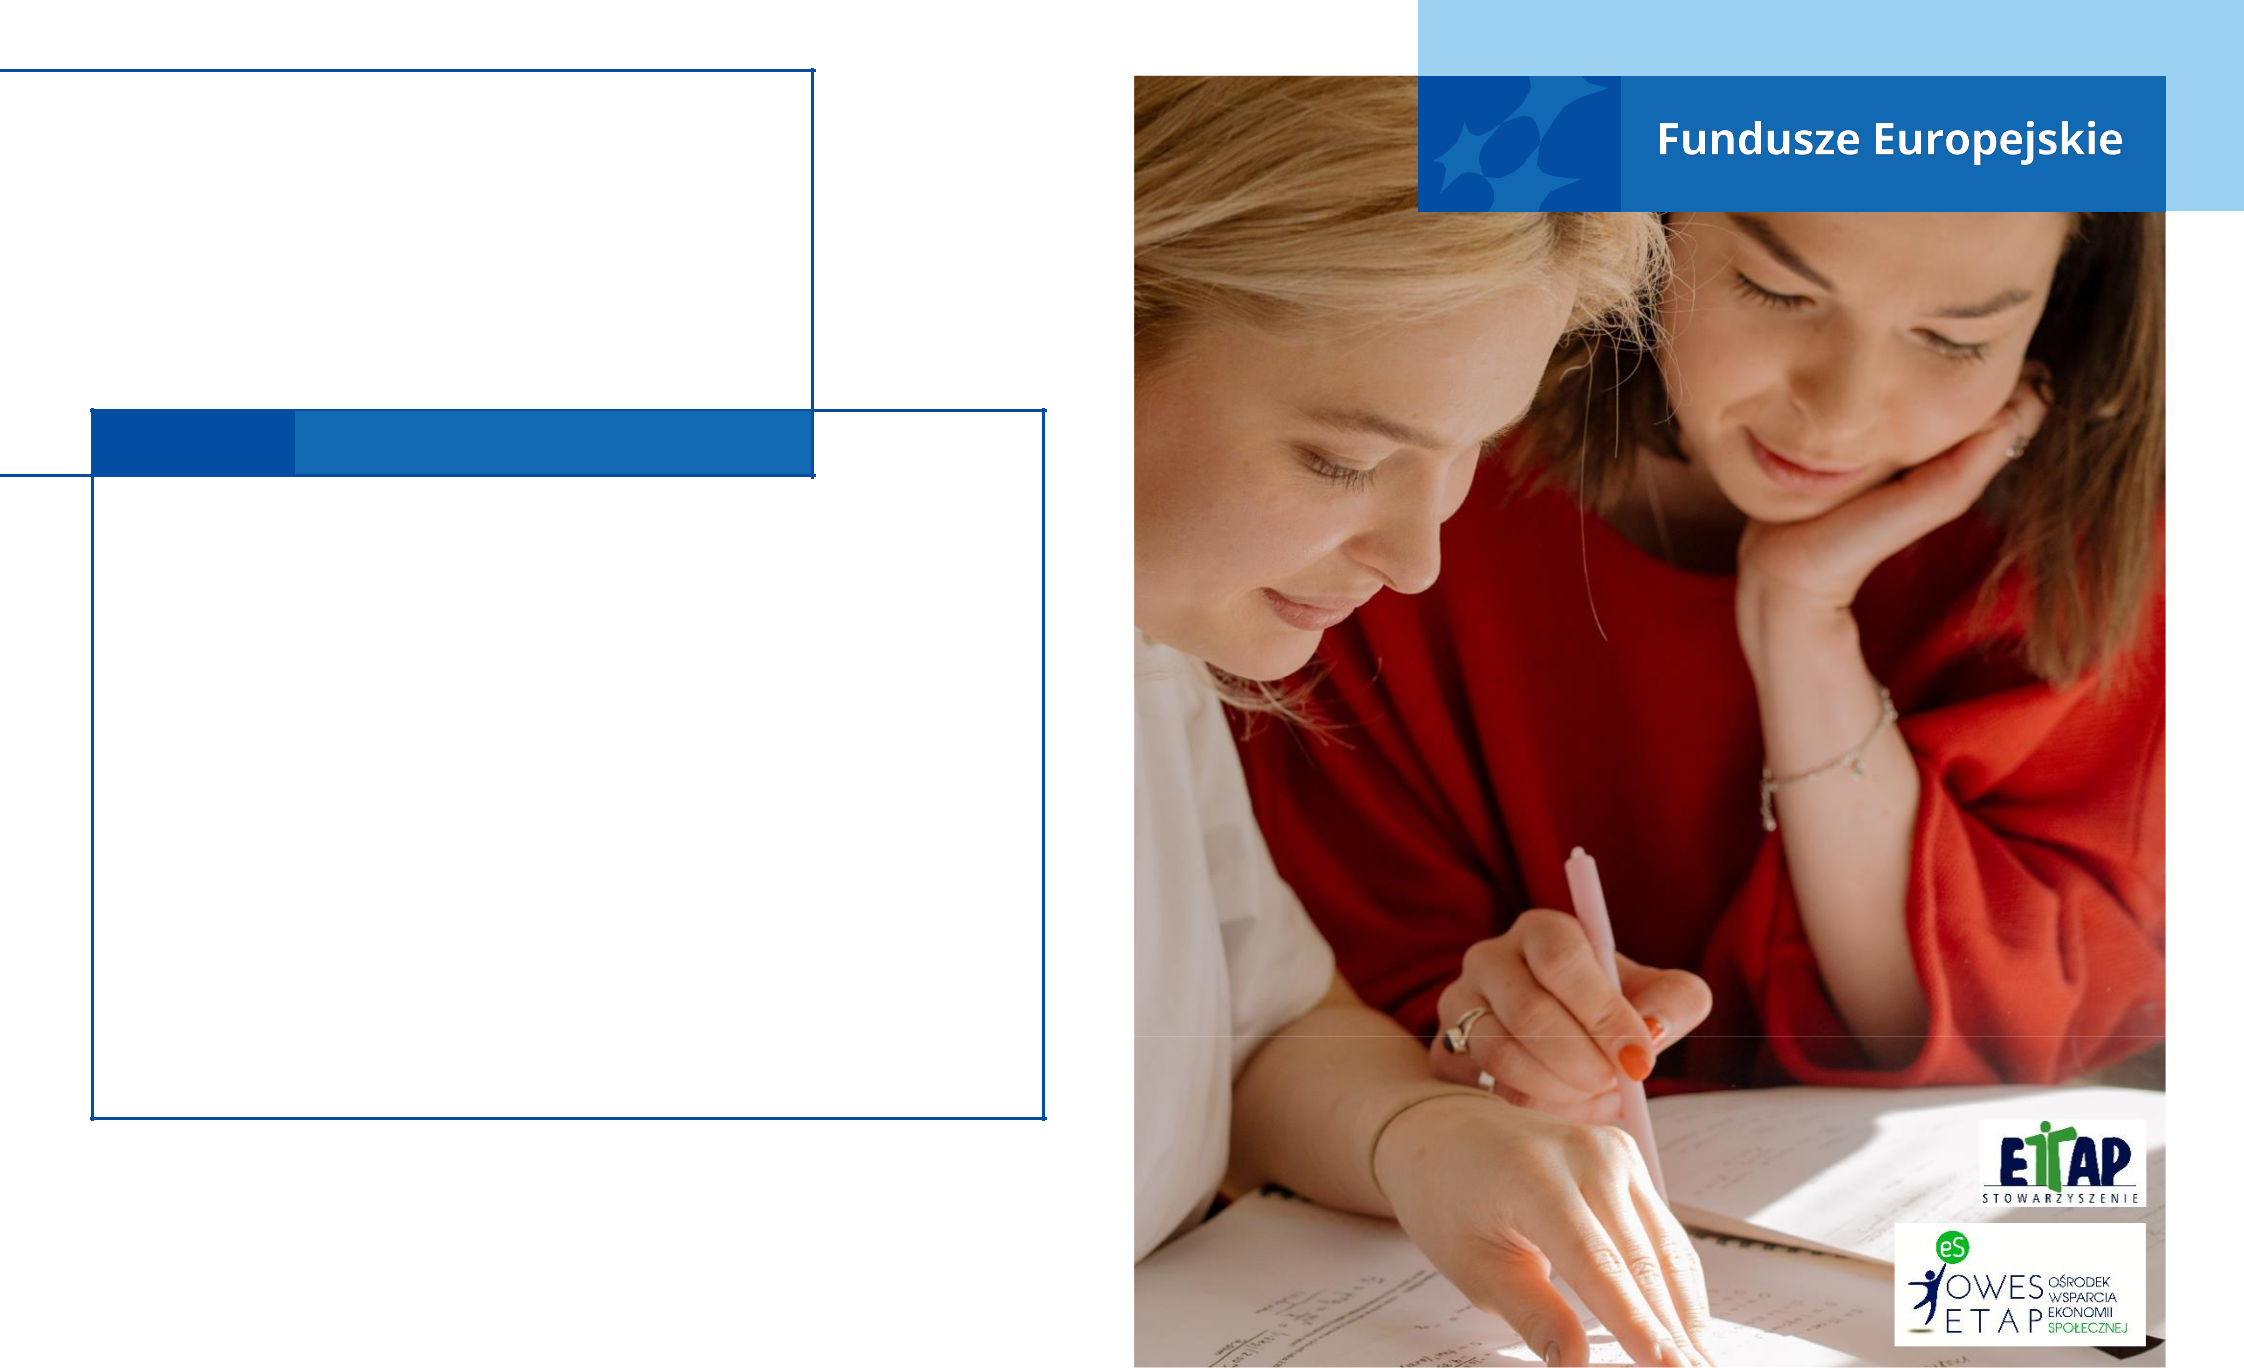 Fundusze Europejskie
ETAP
STOWARZYSZENIE
eS
OWES
ETAP
OŚRODEK
WSPARCIA
EKONOMII
SPOŁECZNEJ